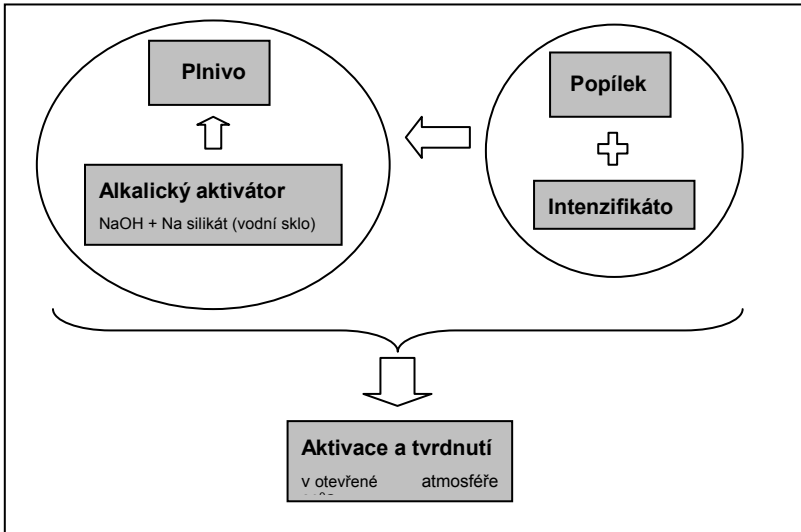 Plnivo
Popílek
Alkalický aktivátor
NaOH + Na silikát (vodní sklo)
Intenzifikáto
Aktivace a tvrdnutí
v otevřené atmosféře